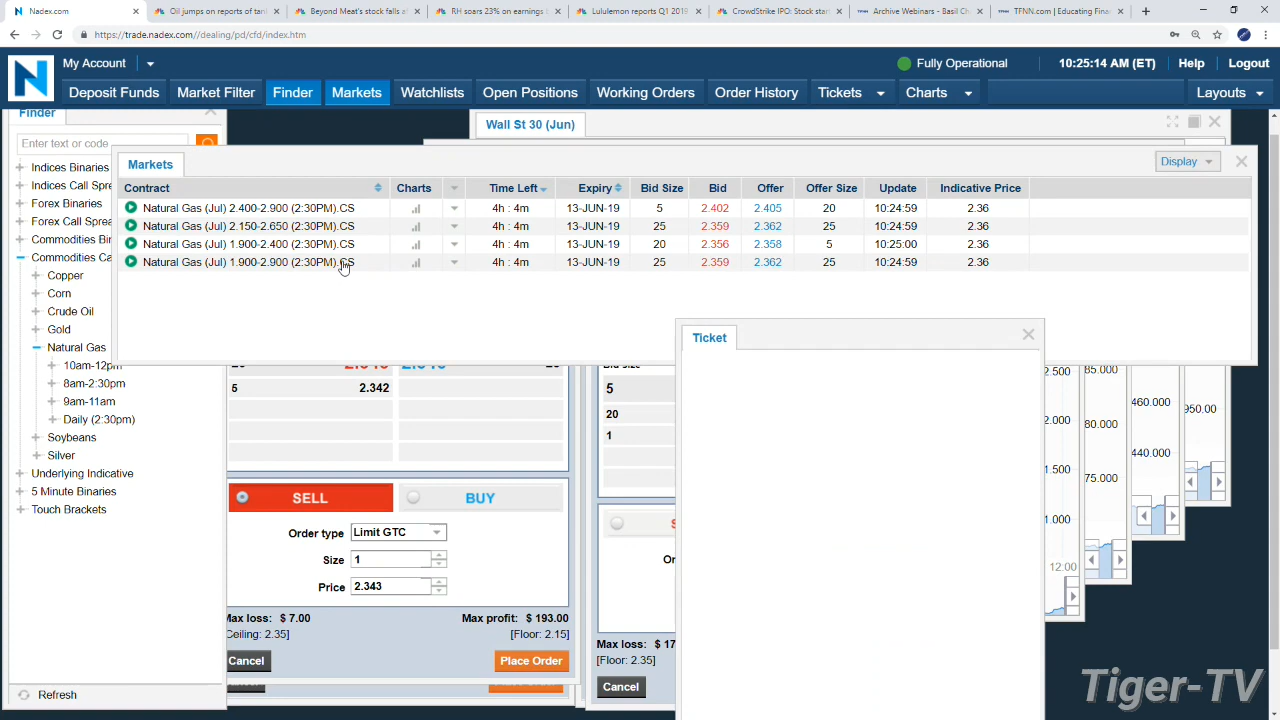 Nadex.com
Oil jumps on reports of tan
Beyond Meat's stock falls a
RH soars 23% on earnings b
Lululemon reports Q1 2019
CrowdStrike IPO: Stock star
Archive Webinars - Basil Ch
TFNN.com | Educating Fina
https://trade.nadex.com/dealing/pd/cfd/index.htm
N
My Account
Fully Operational
10:25:14 AM (ET)
Help
Logout
Deposit Funds
Market Filter
Finder
Markets
Watchlists
Open Positions
Working Orders
Order History
Tickets
Charts
Layouts
Finder
Wall St 30 (Jun)
Enter text or code
Markets
Display
Contract Charts Time Left Expiry Bid Size Bid Offer Offer Size Update Indicative Price
Natural Gas (Jul) 2.400-2.900 (2:30PM).CS 4h : 4m 13-JUN-19 5 2.402 2.405 20 10:24:59 2.36
Natural Gas (Jul) 2.150-2.650 (2:30PM).CS 4h : 4m 13-JUN-19 25 2.359 2.362 25 10:24:59 2.36
Natural Gas (Jul) 1.900-2.400 (2:30PM).CS 4h : 4m 13-JUN-19 20 2.356 2.358 25 10:25:00 2.36
Natural Gas (Jul) 1.900-2.900 (2:30PM).CS 4h : 4m 13-JUN-19 25 2.359 2.362 25 10:24:59 2.36
Indices Binaries
Indices Call Spre
Forex Binaries
Forex Call Sprea
Commodities Bin
Commodities Ca
Copper
Corn
Crude Oil
Gold
Natural Gas
10am-12pm
8am-2:30pm
9am-11am
Daily (2:30pm)
Soybeans
Silver
Underlying Indicative
5 Minute Binaries
Touch Brackets
Refresh
5 2.342
SELL
BUY
Order type Limit GTC
Size 1
Price 2.343
Max loss: $ 7.00
Max profit: $ 193.00
Ceiling: 2.35]
[Floor: 2.15]
Cancel
Place Order
Bid size
5
20
1
Or
Max loss: $ 17
[Floor: 2.35]
Cancel
Ticket
2.500
2.000
1.500
1.000
12:00
85.000
80.000
75.000
460.000
440.000
950.00
Tiger-TV